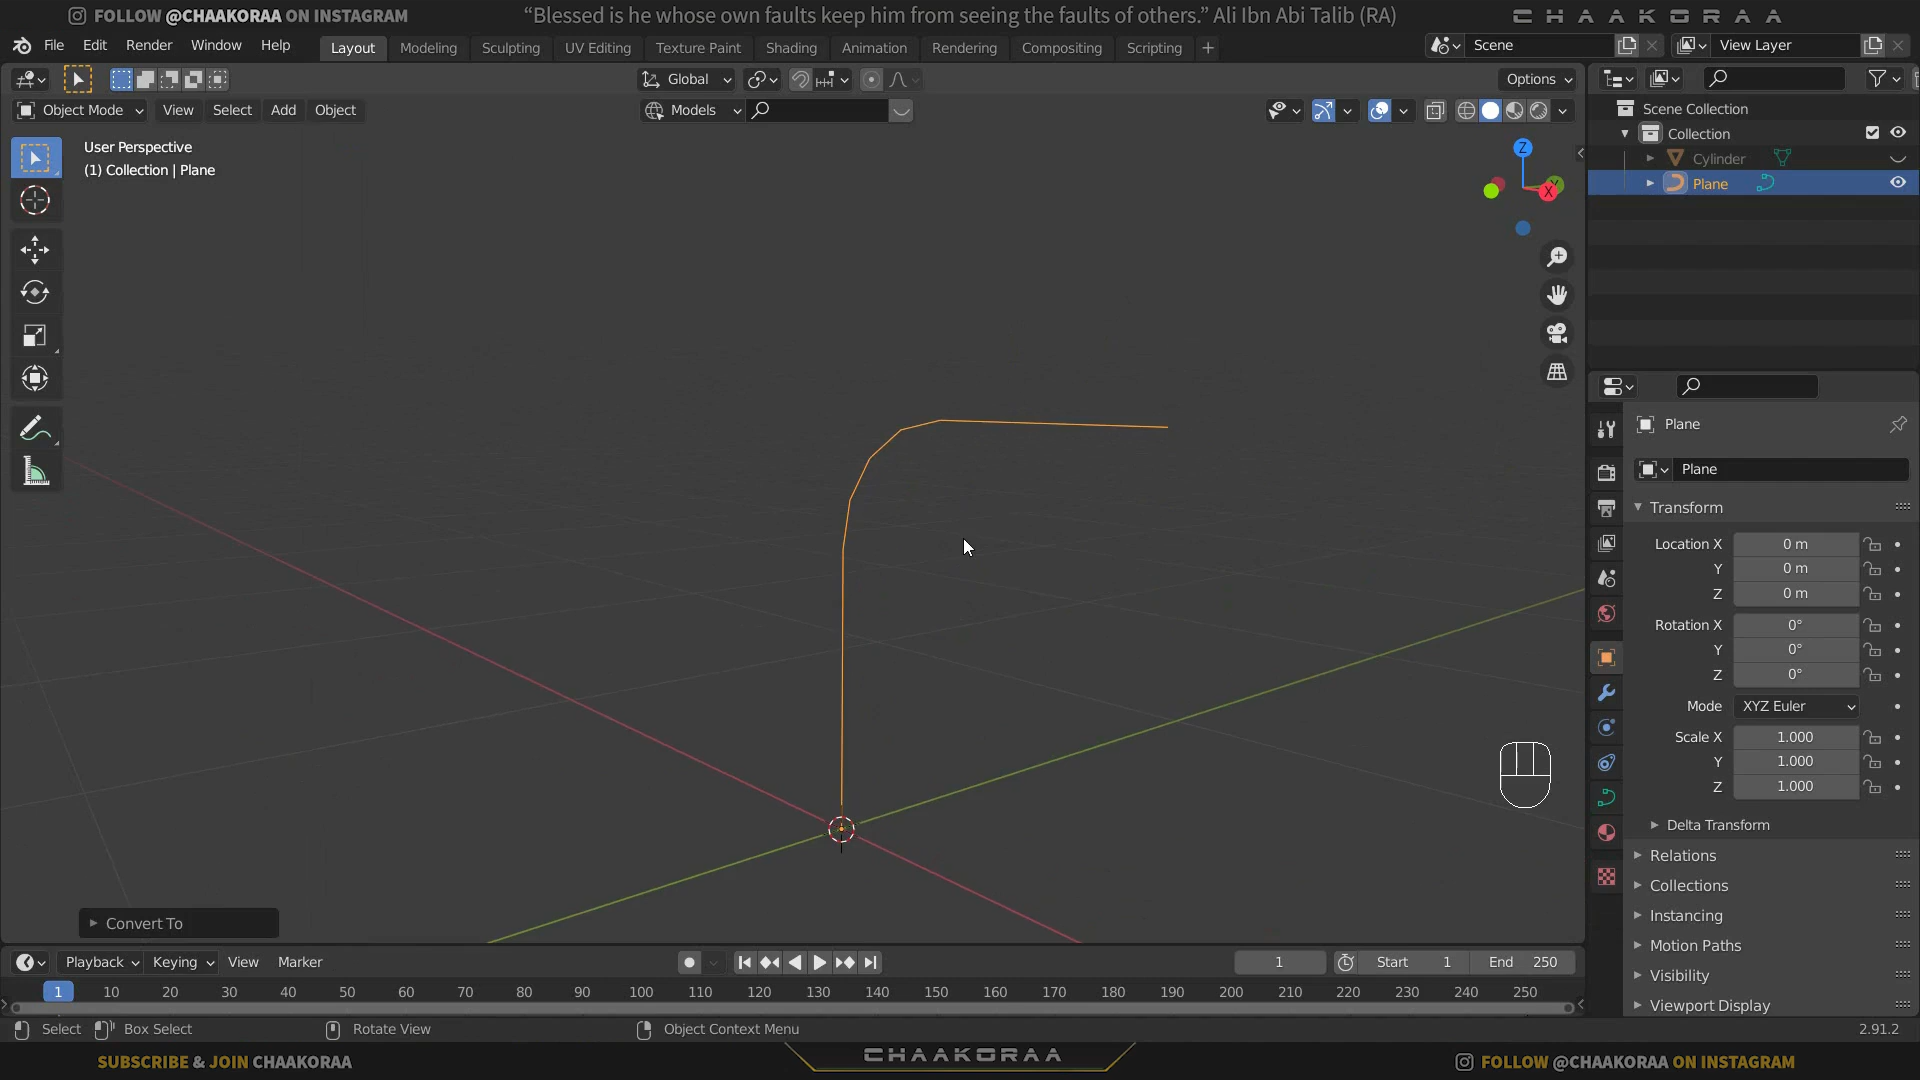 FOLLOW @CHAAKORAA ON INSTAGRAM
“Blessed is he whose own faults keep him from seeing the faults of others.” Ali Ibn Abi Talib (RA)
CHAAKORAA
File Edit Render Window Help
Layout Modeling Sculpting UV Editing Texture Paint Shading Animation Rendering Compositing Scripting +
Scene
View Layer
Global
Options
Object Mode View Select Add Object
Models
User Perspective
(1) Collection | Plane
Z
Y
X
Scene Collection
Collection
Cylinder
Plane
Plane
Plane
Transform
Location X 0 m
Y 0 m
Z 0 m
Rotation X 0°
Y 0°
Z 0°
Mode XYZ Euler
Scale X 1.000
Y 1.000
Z 1.000
Delta Transform
Relations
Collections
Instancing
Motion Paths
Visibility
Viewport Display
Convert To
Playback Keying View Marker
1
Start 1
End 250
1 10 20 30 40 50 60 70 80 90 100 110 120 130 140 150 160 170 180 190 200 210 220 230 240 250
Select Box Select Rotate View Object Context Menu
2.91.2
SUBSCRIBE & JOIN CHAAKORAA
CHAAKORAA
FOLLOW @CHAAKORAA ON INSTAGRAM